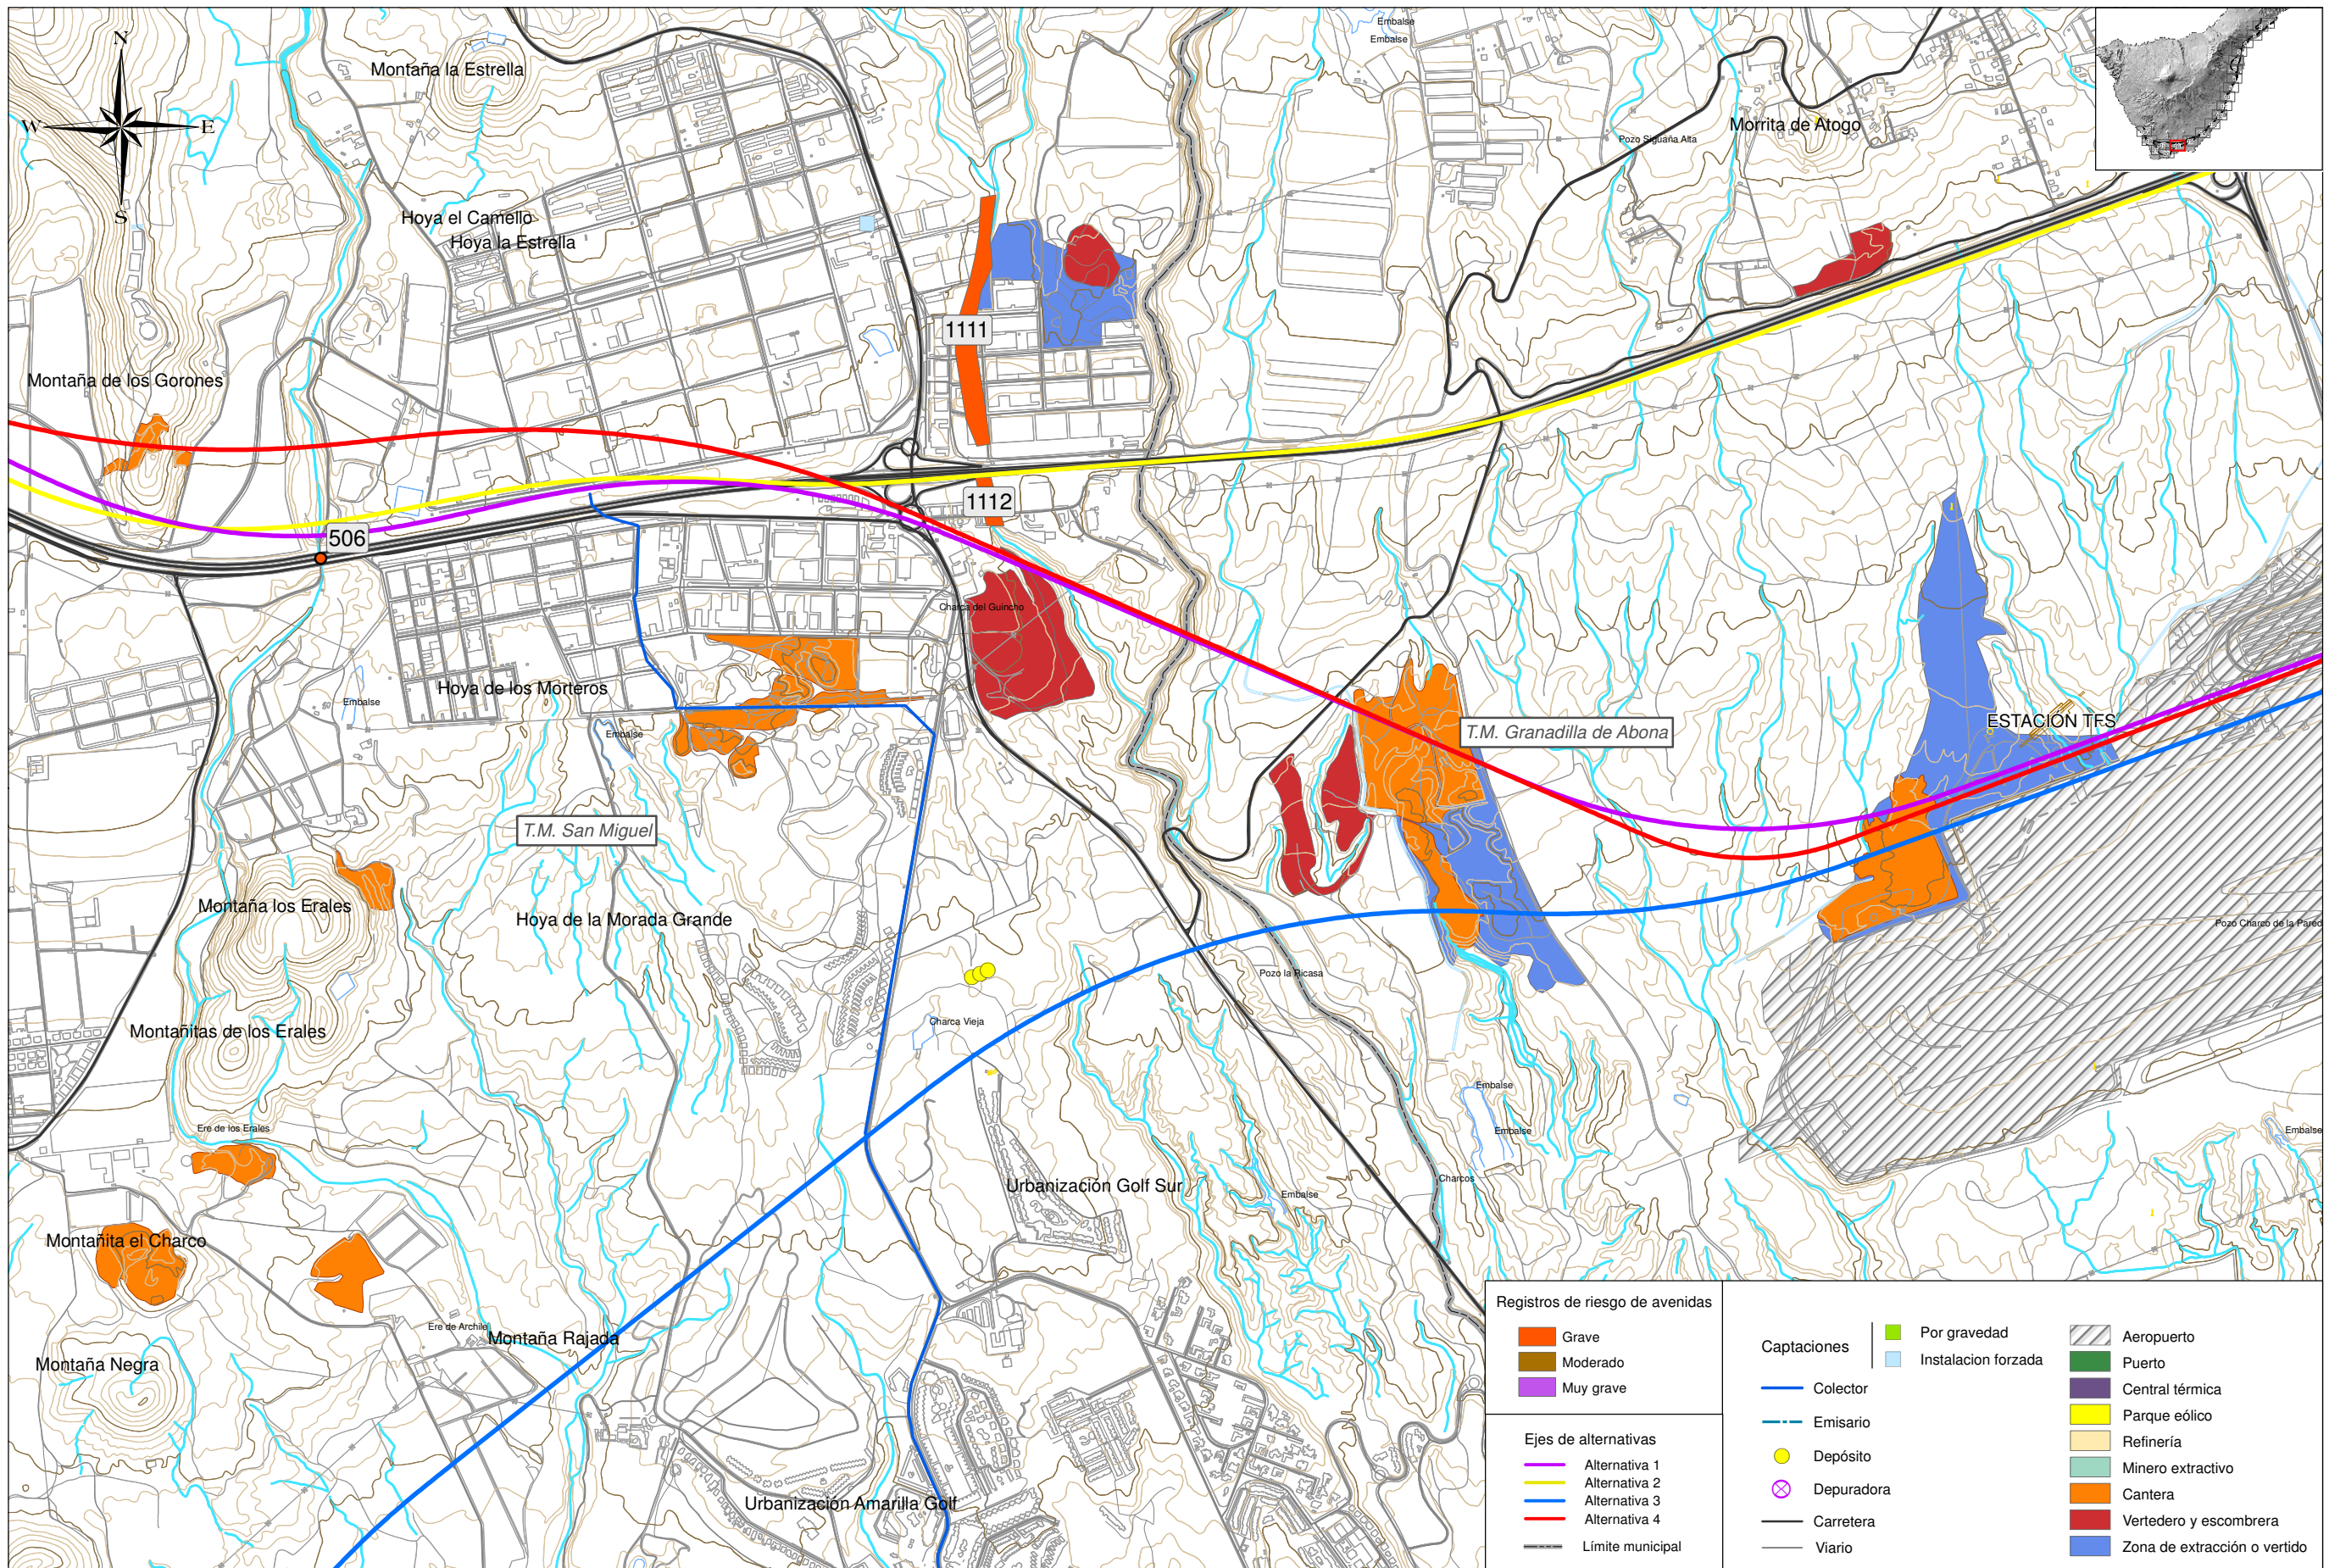 Embalse
Embalse
N
W
E
S
Montaña la Estrella
Morrita de Atogo
Pozo Siguaña Alta
Hoya el Camello
Hoya la Estrella
1111
Montaña de los Gorones
1112
506
Charca del Guincho
Hoya de los Morteros
Embalse
Embalse
ESTACIÓN TFS
T.M. Granadilla de Abona
T.M. San Miguel
Montaña los Erales
Hoya de la Morada Grande
Pozo Charco de la Pared
Pozo la Ricasa
Charca Vieja
Montañitas de los Erales
Embalse
Embalse
Embalse
Ere de los Erales
Charcos
Urbanización Golf Sur
Embalse
Montañita el Charco
Ere de Archile
Montaña Rajada
Montaña Negra
Urbanización Amarilla Golf
Registros de riesgo de avenidas
Grave
Moderado
Muy grave
Ejes de alternativas
Alternativa 1
Alternativa 2
Alternativa 3
Alternativa 4
Límite municipal
Captaciones
Por gravedad
Instalacion forzada
Colector
Emisario
Depósito
Depuradora
Carretera
Viario
Aeropuerto
Puerto
Central térmica
Parque eólico
Refinería
Minero extractivo
Cantera
Vertedero y escombrera
Zona de extracción o vertido